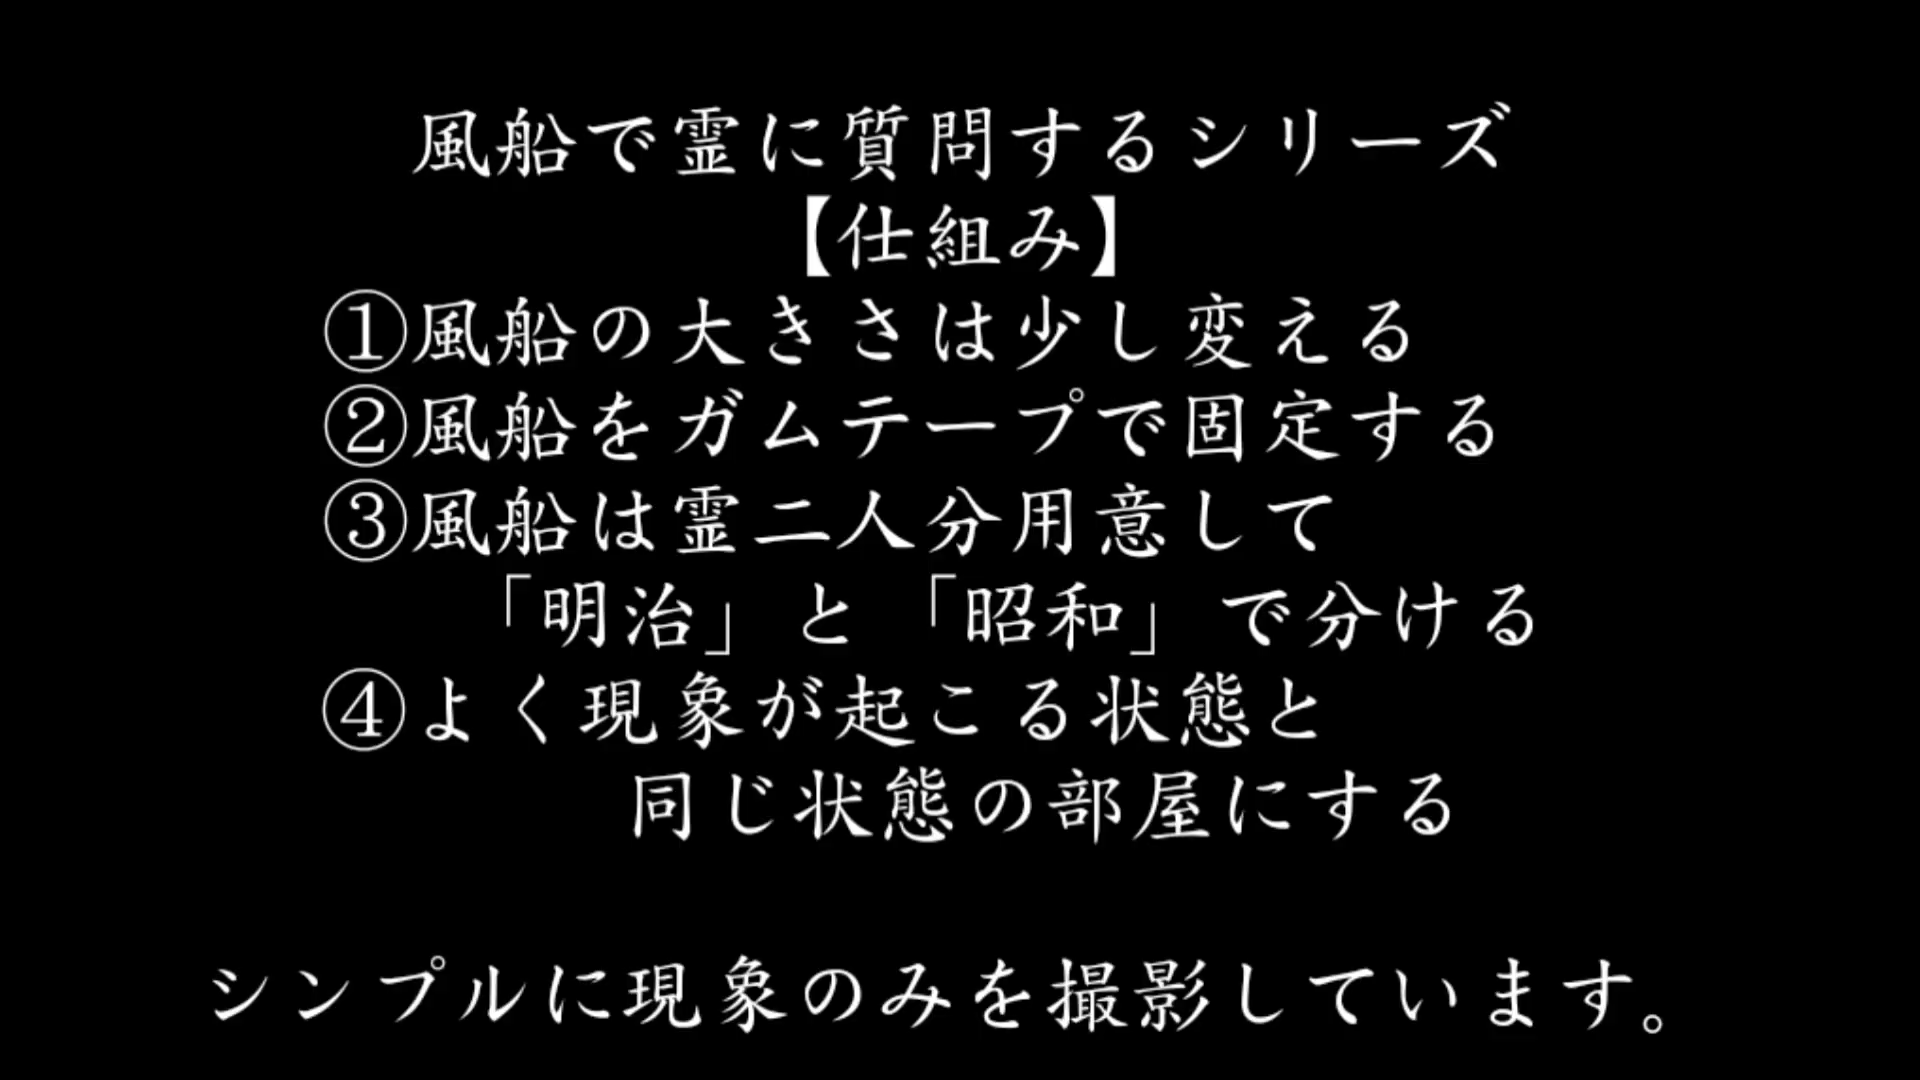 風船で霊に質問するシリーズ
【仕組み】
①風船の大きさは少し変える
②風船をガムテープで固定する
③風船は霊二人分用意して
「明治」と「昭和」で分ける
④よく現象が起こる状態と
同じ状態の部屋にする
シンプルに現象のみを撮影しています。